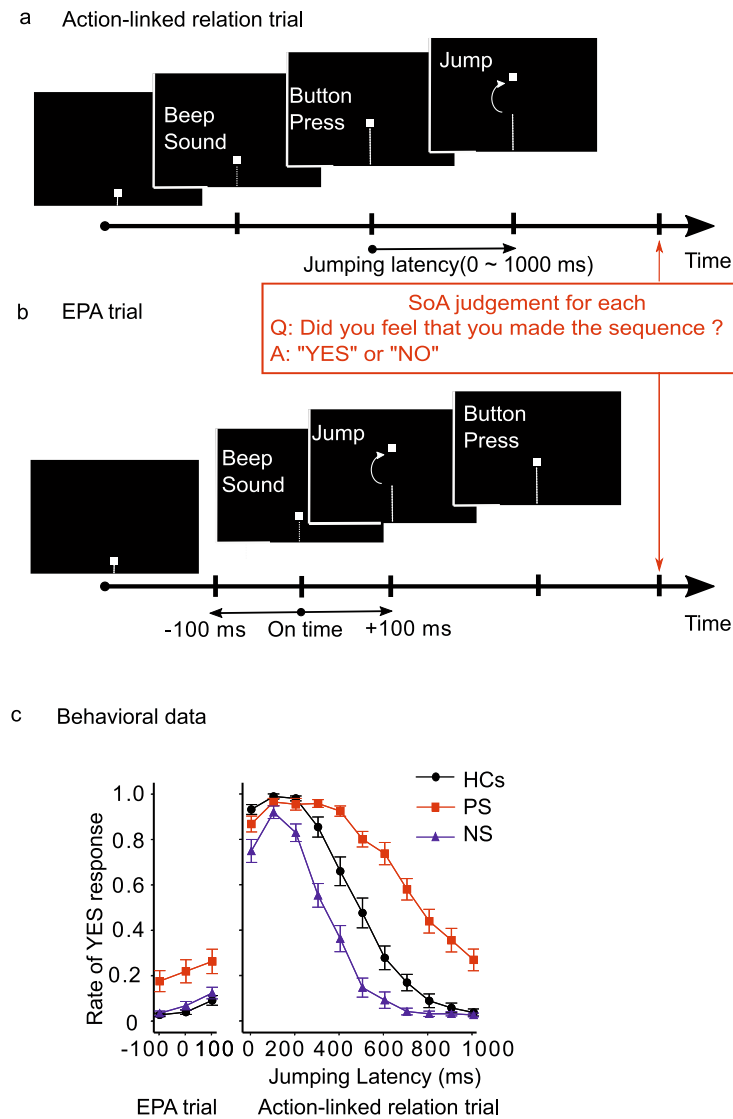 a Action-linked relation trial
Beep
Sound
Button
Press
Jump
Jumping latency(0 ~ 1000 ms)
Time
SoA judgement for each
Q: Did you feel that you made the sequence ?
A: "YES" or "NO"
b EPA trial
Beep
Sound
Jump
Button
Press
-100 ms On time +100 ms
Time
c Behavioral data
HCs
PS
NS
Rate of YES response
1.0
0.8
0.6
0.4
0.2
0
-100 0 100
0 200 400 600 800 1000
Jumping Latency (ms)
EPA trial
Action-linked relation trial